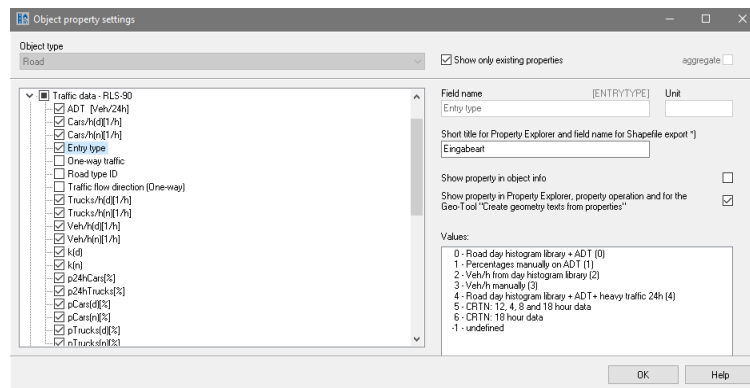 Object property settings
Object type
Road
Show only existing properties
aggregate
Traffic data - RLS-90
ADT [Veh/24h]
Cars/h(d)[1/h]
Cars/h(n)[1/h]
Entry type
One-way traffic
Road type ID
Traffic flow direction (One-way)
Trucks/h(d)[1/h]
Trucks/h(n)[1/h]
Veh/h(d)[1/h]
Veh/h(n)[1/h]
k(d)
k(n)
p24hCars[%]
p24hTrucks[%]
pCars(d)[%]
pCars(n)[%]
pTrucks(d)[%]
pTrucks(n)[%]
Field name [ENTRYTYPE] Unit
Entry type
Short title for Property Explorer and field name for Shapefile export *)
Eingabeart
Show property in object info
Show property in Property Explorer, property operation and for the
Geo-Tool "Create geometry texts from properties"
Values:
0 - Road day histogram library + ADT (0)
1 - Percentages manually on ADT (1)
2 - Veh/h from day histogram library (2)
3 - Veh/h manually (3)
4 - Road day histogram library + ADT+ heavy traffic 24h (4)
5 - CRTN: 12, 4, 8 and 18 hour data
6 - CRTN: 18 hour data
-1 - undefined
OK
Help